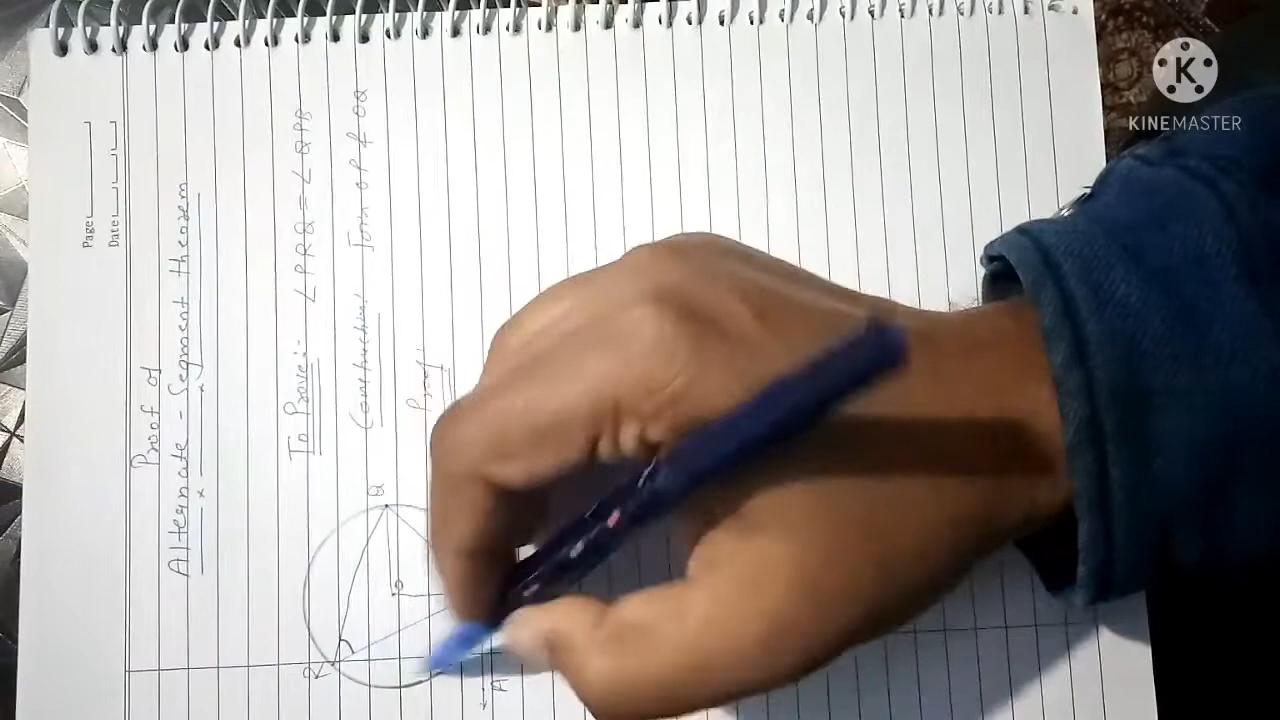 Page
Date
Proof of
Alternate - Segment theorem
To Prove:- ∠PRQ = ∠QPB
Construction: Join OP & OQ
Proof:
Q
O
R
A
KINEMASTER